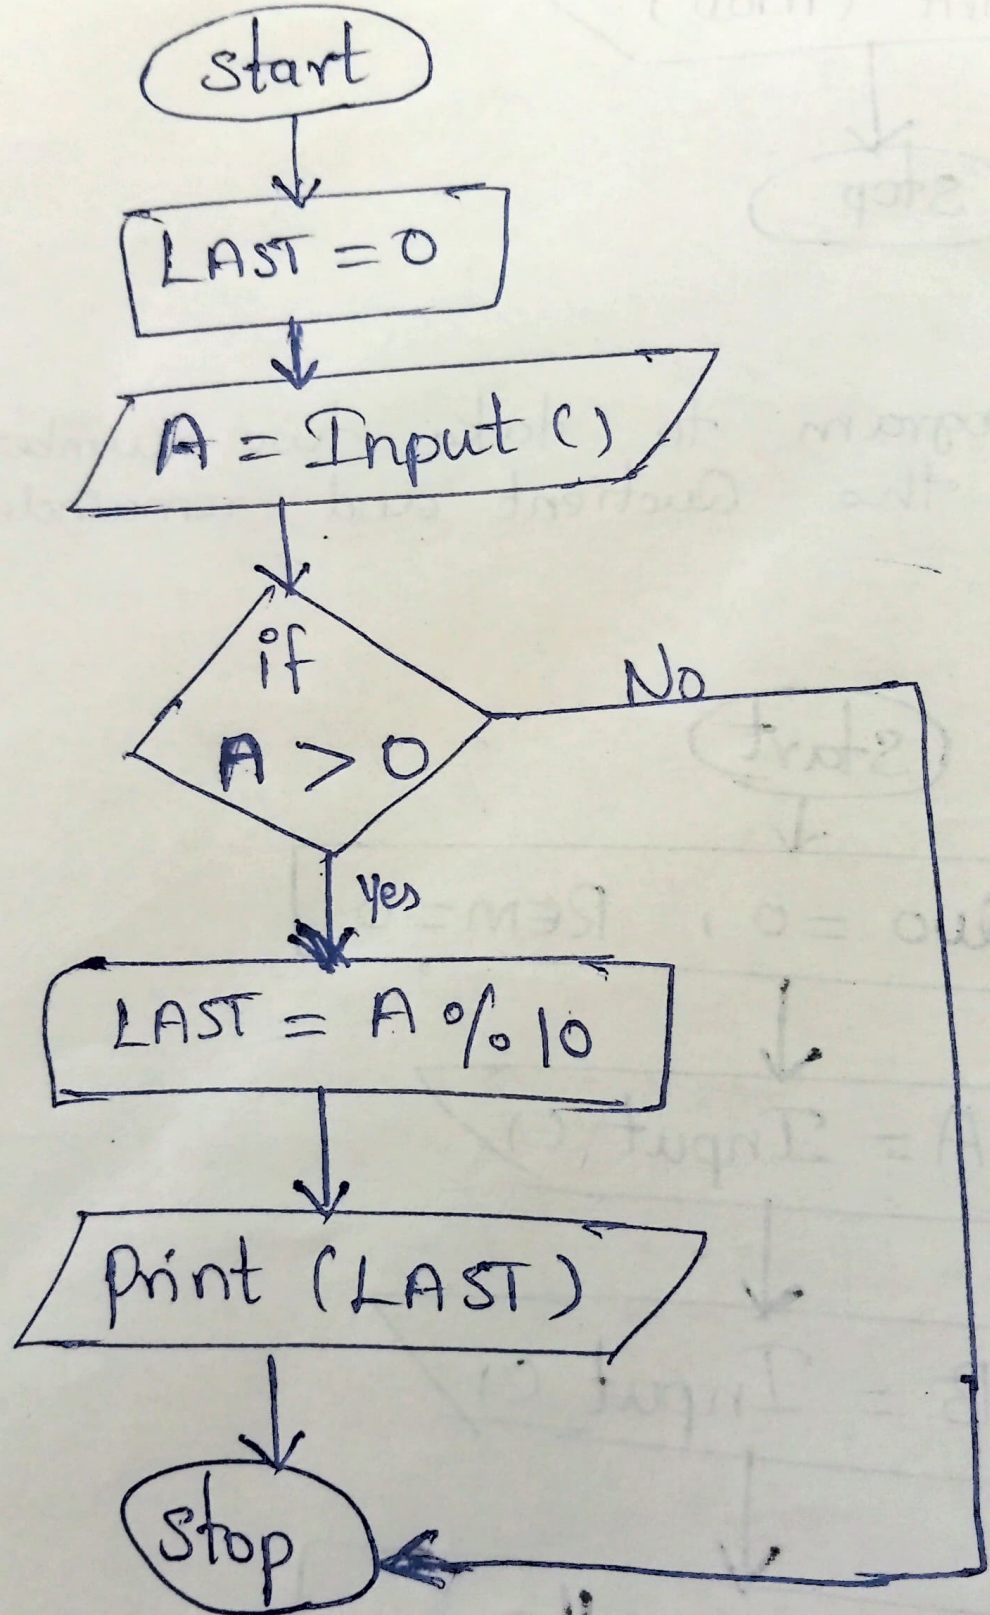 start
LAST = 0
A = Input ()
if
A > 0
No
Yes
LAST = A % 10
Print (LAST)
stop